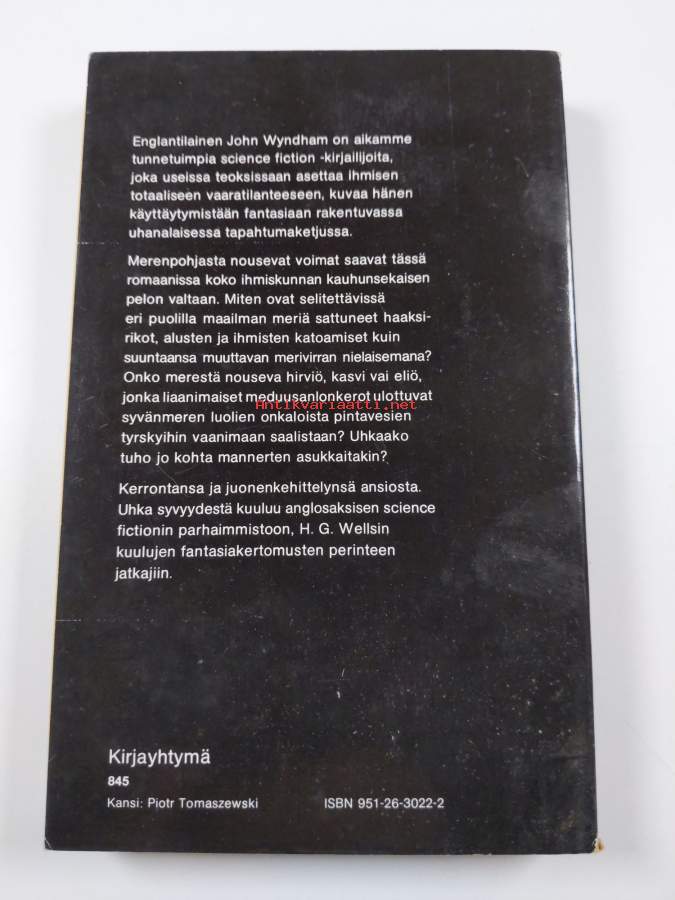 Englantilainen John Wyndham on aikamme
tunnetuimpia science fiction -kirjailijoita,
joka useissa teoksissaan asettaa ihmisen
totaaliseen vaaratilanteeseen, kuvaa hänen
käyttäytymistään fantasiaan rakentuvassa
uhanalaisessa tapahtumaketjussa.
Merenpohjasta nousevat voimat saavat tässä
romaanissa koko ihmiskunnan kauhunsekaisen
pelon valtaan. Miten ovat selitettävissä
eri puolilla maailman meriä sattuneet haaksi-
rikot, alusten ja ihmisten katoamiset kuin
suuntaansa muuttavan merivirran nielaisemana?
Onko merestä nouseva hirviö, kasvi vai eliö,
jonka liaanimaiset meduusanlonkerot ulottuvat
Antikvariaatti.net
syvänmeren luolien onkaloista pintavesien
tyrskyihin vaanimaan saalistaan? Uhkaako
tuho jo kohta mannerten asukkaitakin?
Kerrontansa ja juonenkehittelynsä ansiosta.
Uhka syvyydestä kuuluu anglosaksisen science
fictionin parhaimmistoon, H. G. Wellsin
kuulujen fantasiakertomusten perinteen
jatkajiin.
Kirjayhtymä
845
Kansi: Piotr Tomaszewski ISBN 951-26-3022-2